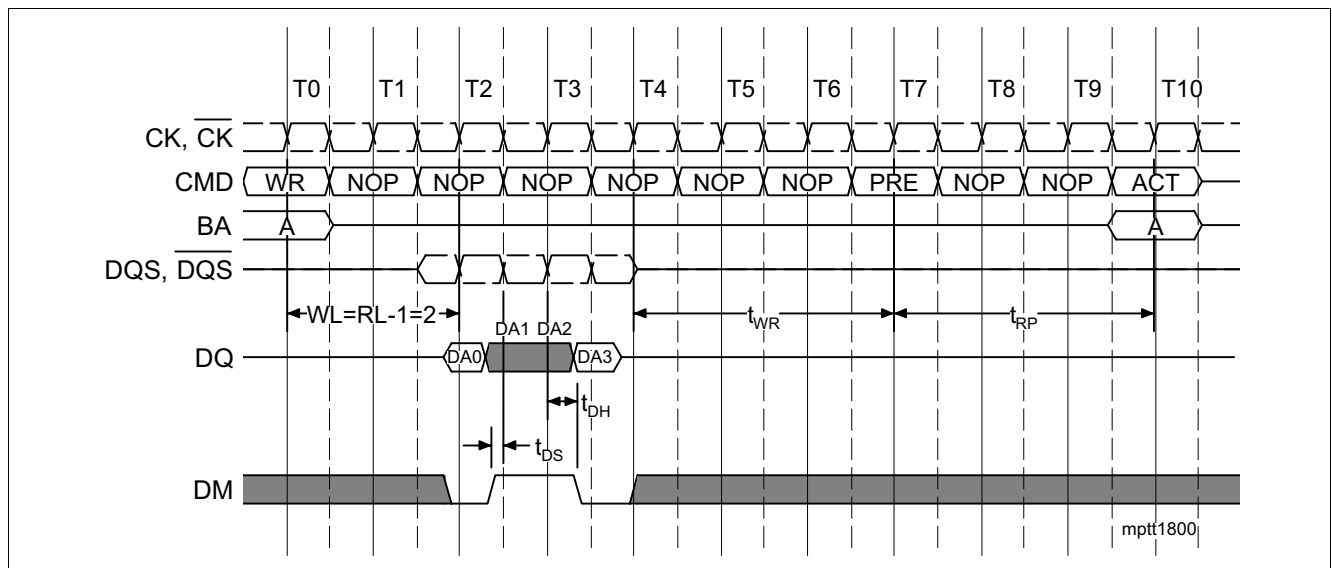 T0 T1 T2 T3 T4 T5 T6 T7 T8 T9 T10
CK, CK
CMD WR NOP NOP NOP NOP NOP NOP PRE NOP NOP ACT
BA A A
DQS, DQS
WL=RL-1=2 tWR tRP
DA1 DA2
DQ DA0 DA3
tDH
tDS
DM
mptt1800